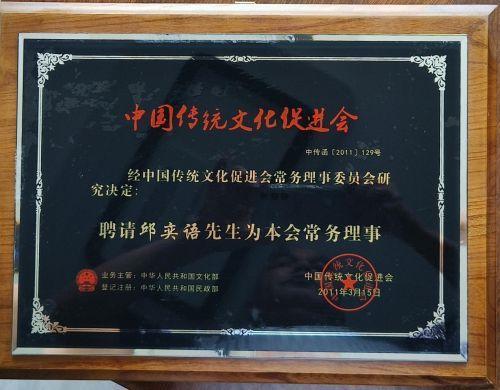 中国传统文化促进会
中传函［2011］129号
经中国传统文化促进会常务理事委员会研
究决定：
聘请邱奕语先生为本会常务理事
业务主管：中华人民共和国文化部
登记注册：中华人民共和国民政部
中国传统文化促进会
2011年3月15日